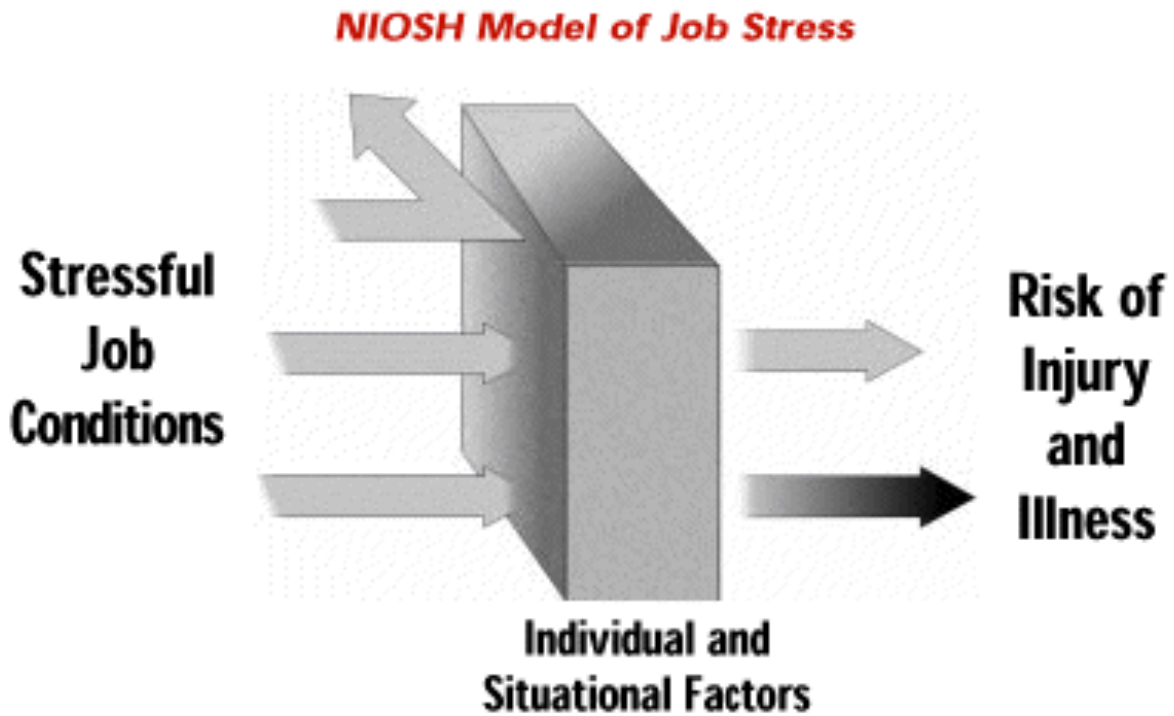 NIOSH Model of Job Stress
Stressful
Job
Conditions
Risk of
Injury
and
Illness
Individual and
Situational Factors